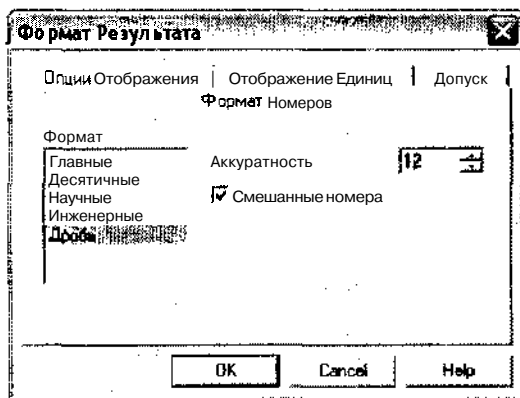 Формат Результата
Опции Отображения | Отображение Единиц | Допуск
Формат Номеров
Формат
Главные
Десятичные
Научные
Инженерные
Дробь
Аккуратность 12
Смешанные номера
OK Cancel Help